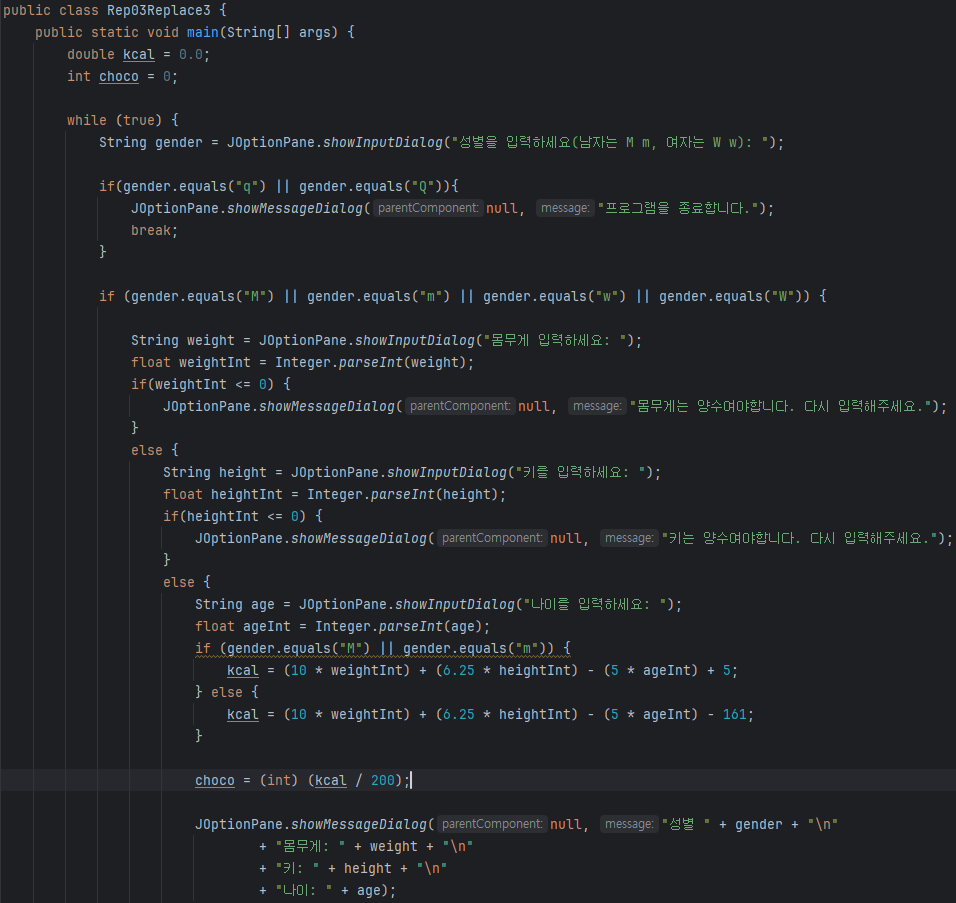 public class Rep03Replace3 {
public static void main(String[] args) {
double kcal = 0.0;
int choco = 0;
while (true) {
String gender = JOptionPane.showInputDialog("성별을 입력하세요(남자는 M m, 여자는 W w): ");
if(gender.equals("q") || gender.equals("Q")){
JOptionPane.showMessageDialog( parentComponent: null, message: "프로그램을 종료합니다.");
break;
}
if (gender.equals("M") || gender.equals("m") || gender.equals("w") || gender.equals("W")) {
String weight = JOptionPane.showInputDialog("몸무게 입력하세요: ");
float weightInt = Integer.parseInt(weight);
if(weightInt <= 0) {
JOptionPane.showMessageDialog( parentComponent: null, message: "몸무게는 양수여야합니다. 다시 입력해주세요.");
}
else {
String height = JOptionPane.showInputDialog("키를 입력하세요: ");
float heightInt = Integer.parseInt(height);
if(heightInt <= 0) {
JOptionPane.showMessageDialog( parentComponent: null, message: "키는 양수여야합니다. 다시 입력해주세요.");
}
else {
String age = JOptionPane.showInputDialog("나이를 입력하세요: ");
float ageInt = Integer.parseInt(age);
if (gender.equals("M") || gender.equals("m")) {
kcal = (10 * weightInt) + (6.25 * heightInt) - (5 * ageInt) + 5;
} else {
kcal = (10 * weightInt) + (6.25 * heightInt) - (5 * ageInt) - 161;
}
choco = (int) (kcal / 200);
JOptionPane.showMessageDialog( parentComponent: null, message: "성별 " + gender + "\n"
+ "몸무게: " + weight + "\n"
+ "키: " + height + "\n"
+ "나이: " + age);